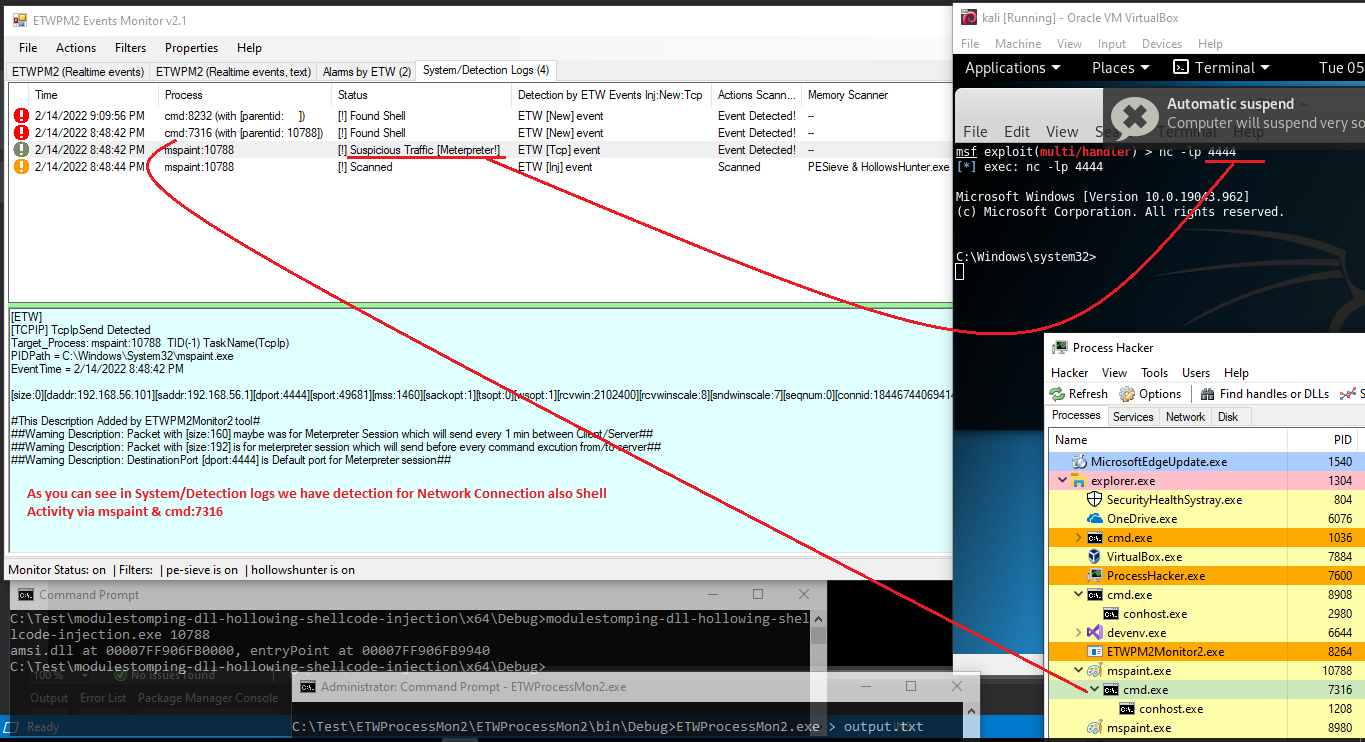 ETWPM2 Events Monitor v2.1
File Actions Filters Properties Help
ETWPM2 (Realtime events) ETWPM2 (Realtime events, text) Alarms by ETW (2) System/Detection Logs (4)
Time Process Status Detection by ETW Events Inj:New:Tcp Actions Scann... Memory Scanner
2/14/2022 9:09:56 PM cmd:8232 (with [parentid: ]) [!] Found Shell ETW [New] event Event Detected! --
2/14/2022 8:48:42 PM cmd:7316 (with [parentid: 10788]) [!] Found Shell ETW [New] event Event Detected! --
2/14/2022 8:48:42 PM mspaint:10788 [!] Suspicious Traffic [Meterpreter!] ETW [Tcp] event Event Detected! --
2/14/2022 8:48:44 PM mspaint:10788 [!] Scanned ETW [Inj] event Scanned PESieve & HollowsHunter.exe
[ETW]
[TCPIP] TcpIpSend Detected
Target_Process: mspaint:10788 TID(-1) TaskName(TcpIp)
PIDPath = C:\Windows\System32\mspaint.exe
EventTime = 2/14/2022 8:48:42 PM
[size:0][daddr:192.168.56.101][saddr:192.168.56.1][dport:4444][sport:49681][mss:1460][sackopt:1][tsopt:0][wsopt:1][rcvwin:2102400][rcvwinscale:8][sndwinscale:7][seqnum:0][connid:1844674406941
#This Description Added by ETWPM2Monitor2 tool#
##Warning Description: Packet with [size:160] maybe was for Meterpreter Session which will send every 1 min between Client/Server##
##Warning Description: Packet with [size:192] is for meterpreter session which will send before every command excution from/to server##
##Warning Description: DestinationPort [dport:4444] is Default port for Meterpreter session##
As you can see in System/Detection logs we have detection for Network Connection also Shell
Activity via mspaint & cmd:7316
Monitor Status: on | Filters: | pe-sieve is on | hollowshunter is on
Command Prompt
C:\Test\modulestomping-dll-hollowing-shellcode-injection\x64\Debug>modulestomping-dll-hollowing-shel
lcode-injection.exe 10788
amsi.dll at 00007FF906FB0000, entryPoint at 00007FF906FB9940
C:\Test\modulestomping-dll-hollowing-shellcode-injection\x64\Debug>
100 % No issues found
Output Error List Package Manager Console
Ready
Administrator: Command Prompt - ETWProcessMon2.exe
C:\Test\ETWProcessMon2\ETWProcessMon2\bin\Debug>ETWProcessMon2.exe > output.txt
kali [Running] - Oracle VM VirtualBox
File Machine View Input Devices Help
Applications Places Terminal Tue 05
Automatic suspend
Computer will suspend very so
File Edit View Search Terminal Help
msf exploit(multi/handler) > nc -lp 4444
[*] exec: nc -lp 4444
Microsoft Windows [Version 10.0.19043.962]
(c) Microsoft Corporation. All rights reserved.
C:\Windows\system32>
Process Hacker
Hacker View Tools Users Help
Refresh Options Find handles or DLLs S
Processes Services Network Disk
Name PID
MicrosoftEdgeUpdate.exe 1540
explorer.exe 1304
SecurityHealthSystray.exe 804
OneDrive.exe 6076
cmd.exe 1036
VirtualBox.exe 7884
ProcessHacker.exe 7600
cmd.exe 8908
conhost.exe 2980
devenv.exe 6644
ETWPM2Monitor2.exe 8264
mspaint.exe 10788
cmd.exe 7316
conhost.exe 1208
mspaint.exe 8980